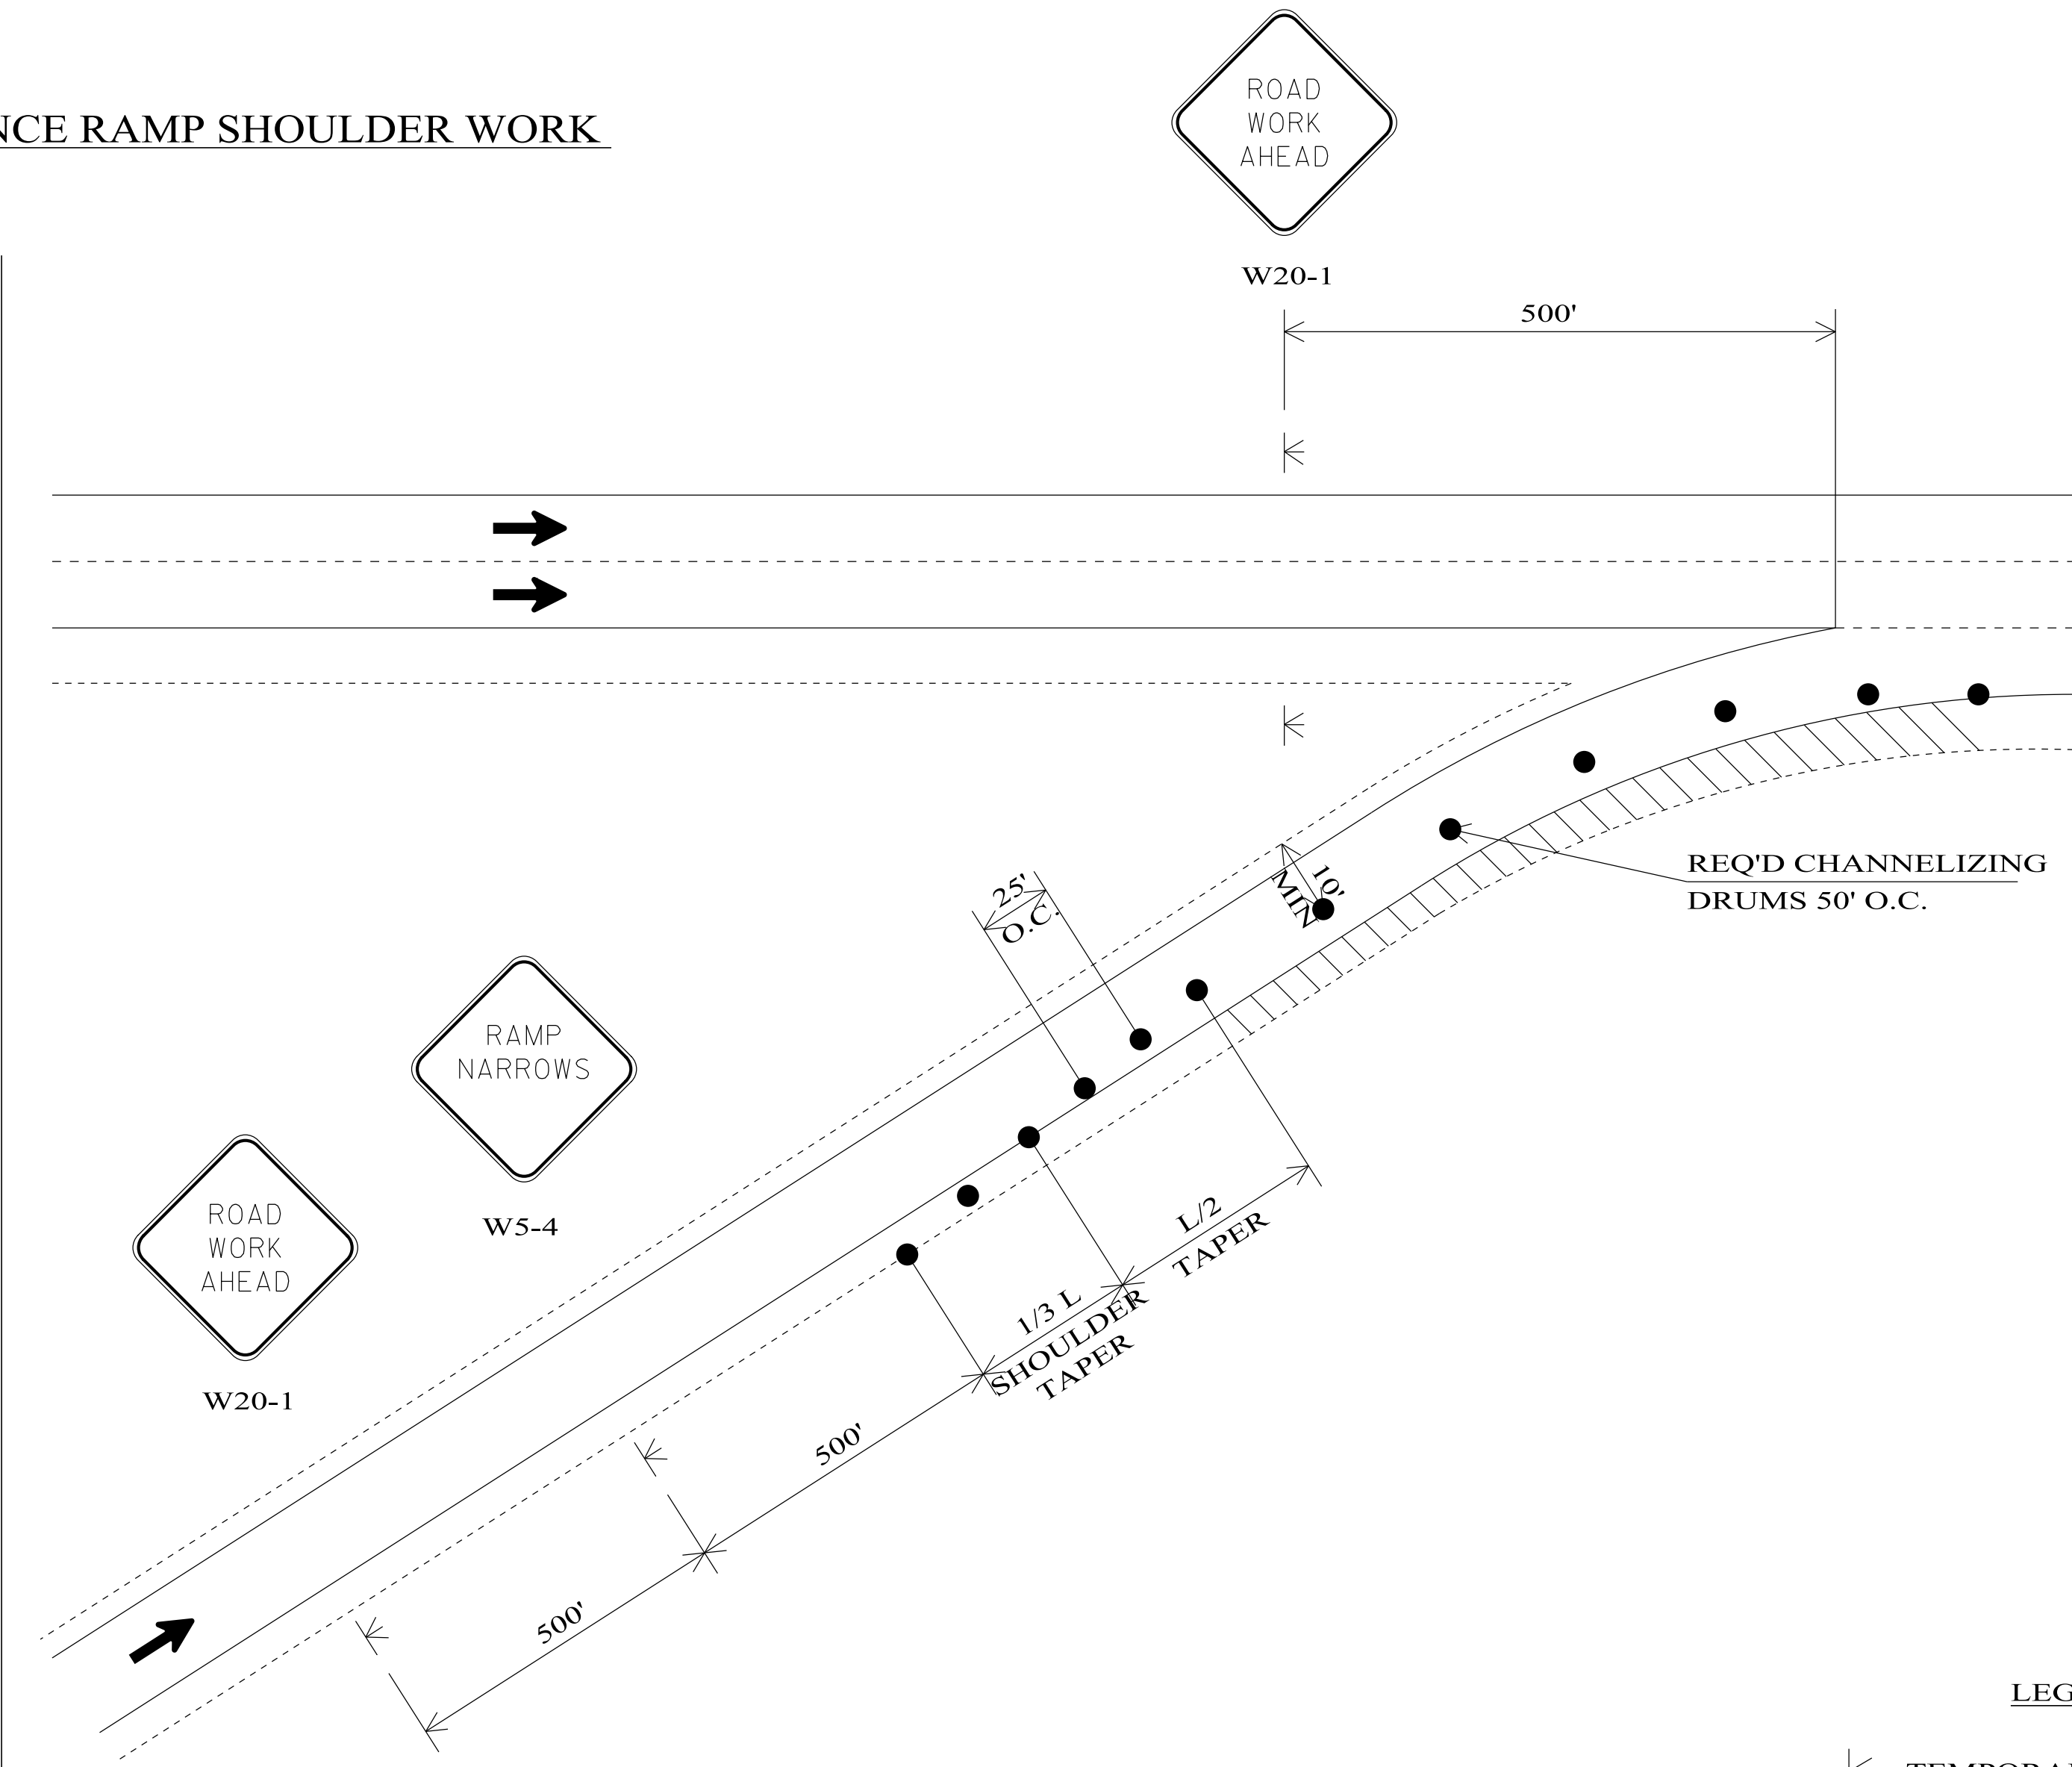 NCE RAMP SHOULDER WORK
ROAD
WORK
AHEAD
W20-1
500'
25'
O.C.
10'
MIN
REQ'D CHANNELIZING
DRUMS 50' O.C.
RAMP
NARROWS
W5-4
ROAD
WORK
AHEAD
W20-1
L/2
TAPER
1/3 L
SHOULDER
TAPER
500'
500'
LEG
TEMPORA